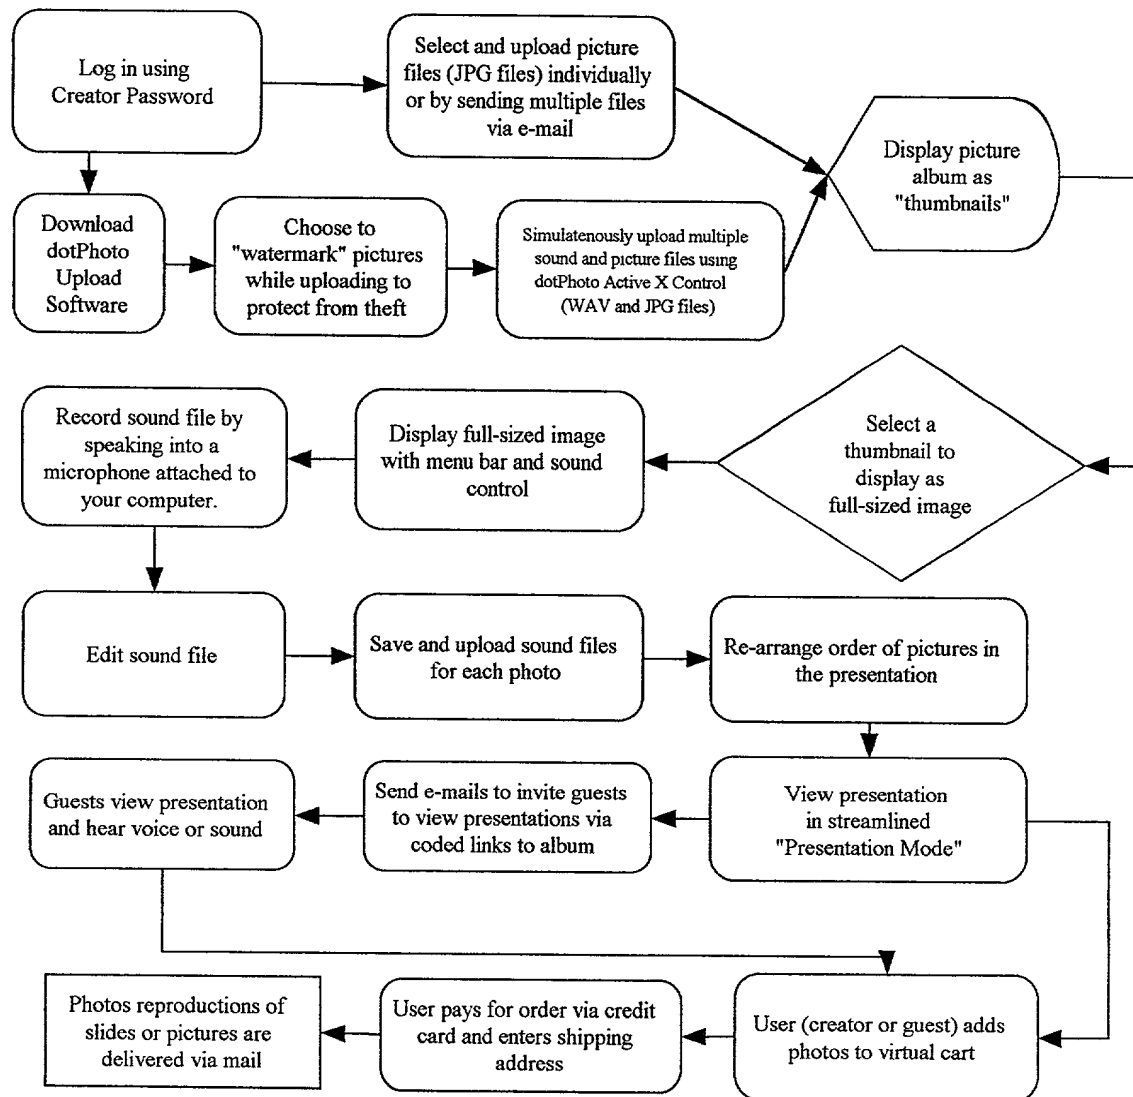 Log in using
Creator Password
Select and upload picture
files (JPG files) individually
or by sending multiple files
via e-mail
Display picture
album as
"thumbnails"
Download
dotPhoto
Upload
Software
Choose to
"watermark" pictures
while uploading to
protect from theft
Simulatenously upload multiple
sound and picture files using
dotPhoto Active X Control
(WAV and JPG files)
Record sound file by
speaking into a
microphone attached to
your computer.
Display full-sized image
with menu bar and sound
control
Select a
thumbnail to
display as
full-sized image
Edit sound file
Save and upload sound files
for each photo
Re-arrange order of pictures in
the presentation
Guests view presentation
and hear voice or sound
Send e-mails to invite guests
to view presentations via
coded links to album
View presentation
in streamlined
"Presentation Mode"
Photos reproductions of
slides or pictures are
delivered via mail
User pays for order via credit
card and enters shipping
address
User (creator or guest) adds
photos to virtual cart